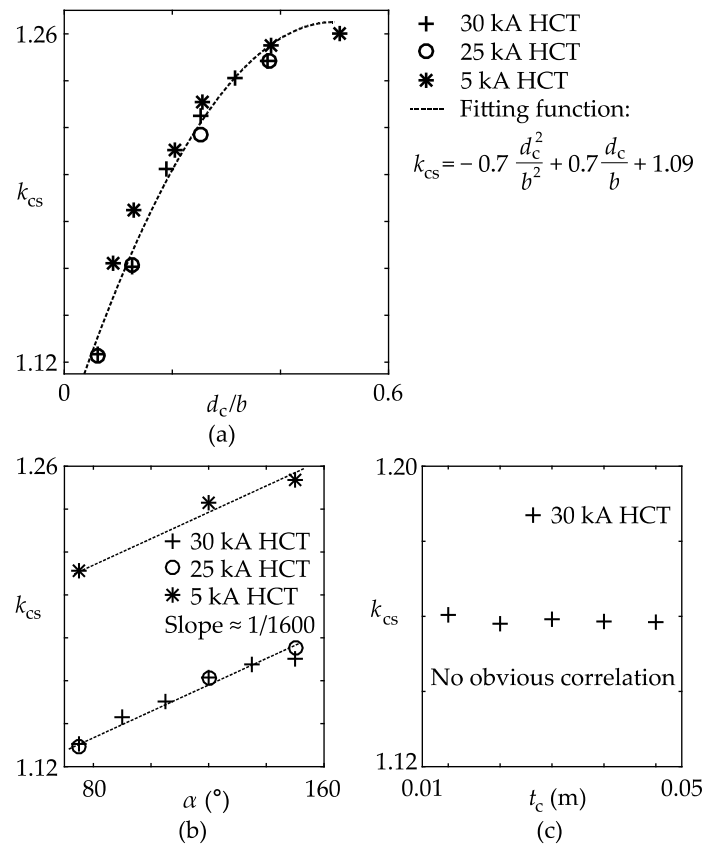 1.26
k_cs
1.12
0
0.6
d_c/b
(a)
30 kA HCT
25 kA HCT
5 kA HCT
Fitting function:
k_cs = − 0.7 d_c^2/b^2 + 0.7 d_c/b + 1.09
1.26
k_cs
1.12
30 kA HCT
25 kA HCT
5 kA HCT
Slope ≈ 1/1600
80
160
α (°)
(b)
1.20
k_cs
1.12
30 kA HCT
No obvious correlation
0.01
0.05
t_c (m)
(c)